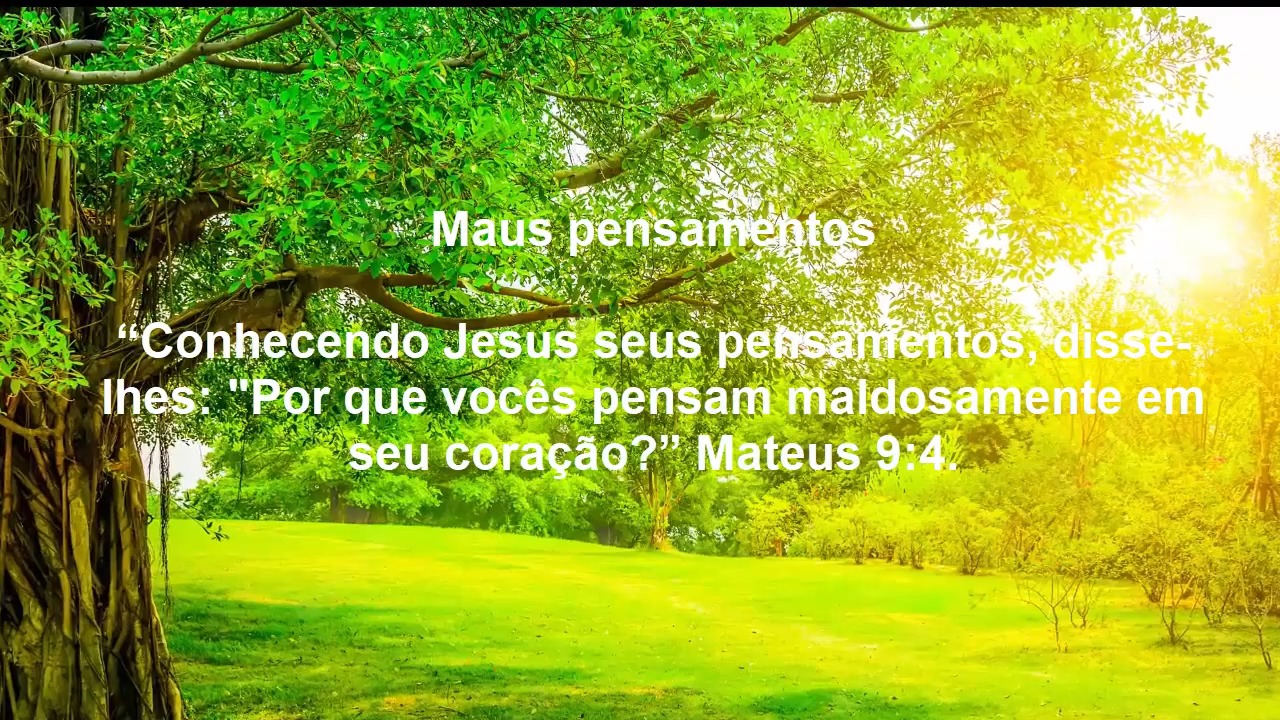 Maus pensamentos
“Conhecendo Jesus seus pensamentos, disse-
lhes: "Por que vocês pensam maldosamente em
seu coração?” Mateus 9:4.